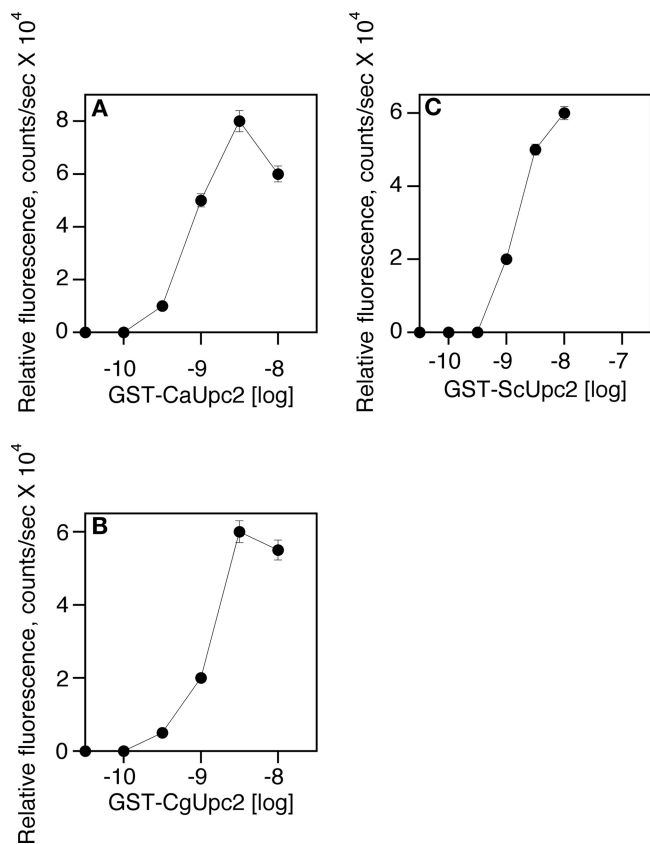 A
Relative fluorescence, counts/sec X 10⁴
8
6
4
2
0
-10 -9 -8
GST-CaUpc2 [log]
C
Relative fluorescence, counts/sec X 10⁴
6
4
2
0
-10 -9 -8 -7
GST-ScUpc2 [log]
B
Relative fluorescence, counts/sec X 10⁴
6
4
2
0
-10 -9 -8
GST-CgUpc2 [log]